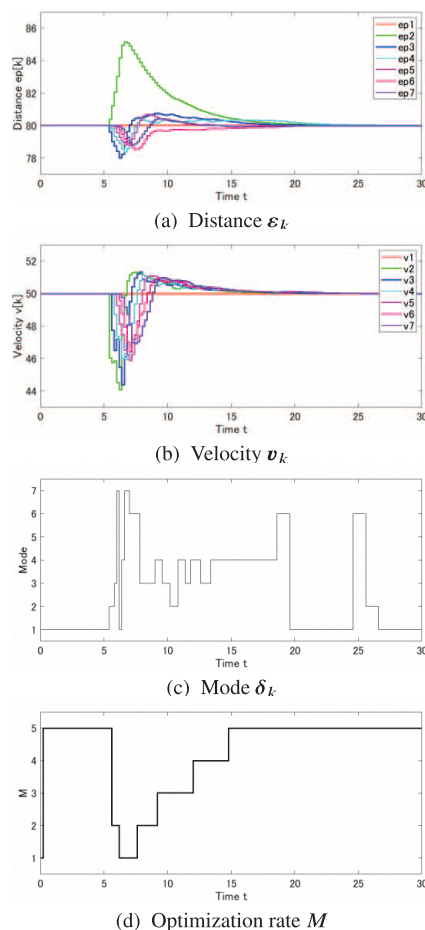 86
84
82
80
78
Distance ep[k]
ep1
ep2
ep3
ep4
ep5
ep6
ep7
0 5 10 15 20 25 30
Time t
(a) Distance εk
52
50
48
46
44
Velocity v[k]
v1
v2
v3
v4
v5
v6
v7
0 5 10 15 20 25 30
Time t
(b) Velocity vk
7
6
5
4
3
2
1
Mode
0 5 10 15 20 25 30
Time t
(c) Mode δk
5
4
3
2
1
M
0 5 10 15 20 25 30
Time t
(d) Optimization rate M